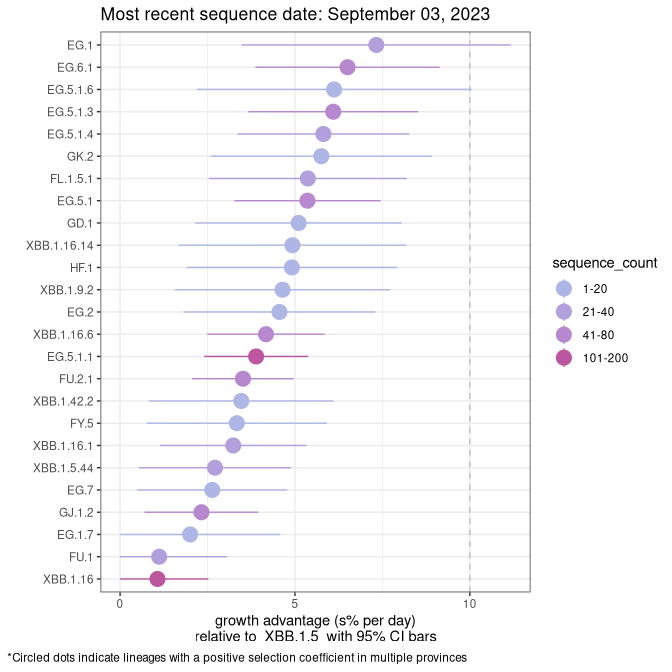 Most recent sequence date: September 03, 2023
EG.1
EG.6.1
EG.5.1.6
EG.5.1.3
EG.5.1.4
GK.2
FL.1.5.1
EG.5.1
GD.1
XBB.1.16.14
HF.1
XBB.1.9.2
EG.2
XBB.1.16.6
EG.5.1.1
FU.2.1
XBB.1.42.2
FY.5
XBB.1.16.1
XBB.1.5.44
EG.7
GJ.1.2
EG.1.7
FU.1
XBB.1.16
0 5 10
growth advantage (s% per day)
relative to XBB.1.5 with 95% CI bars
sequence_count
1-20
21-40
41-80
101-200
*Circled dots indicate lineages with a positive selection coefficient in multiple provinces